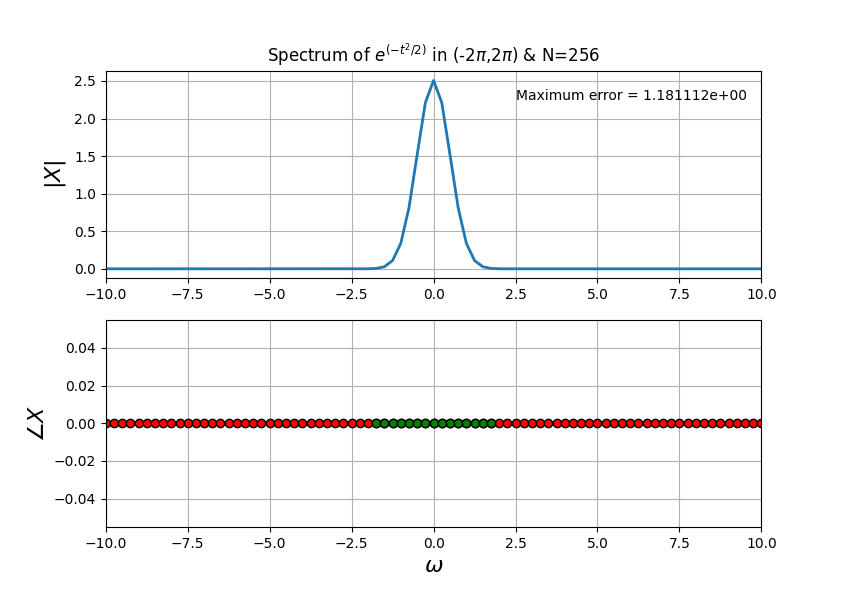 Spectrum of e^(−t²/2) in (-2π,2π) & N=256
Maximum error = 1.181112e+00
|X|
2.5
2.0
1.5
1.0
0.5
0.0
−10.0 −7.5 −5.0 −2.5 0.0 2.5 5.0 7.5 10.0
∠X
0.04
0.02
0.00
−0.02
−0.04
−10.0 −7.5 −5.0 −2.5 0.0 2.5 5.0 7.5 10.0
ω